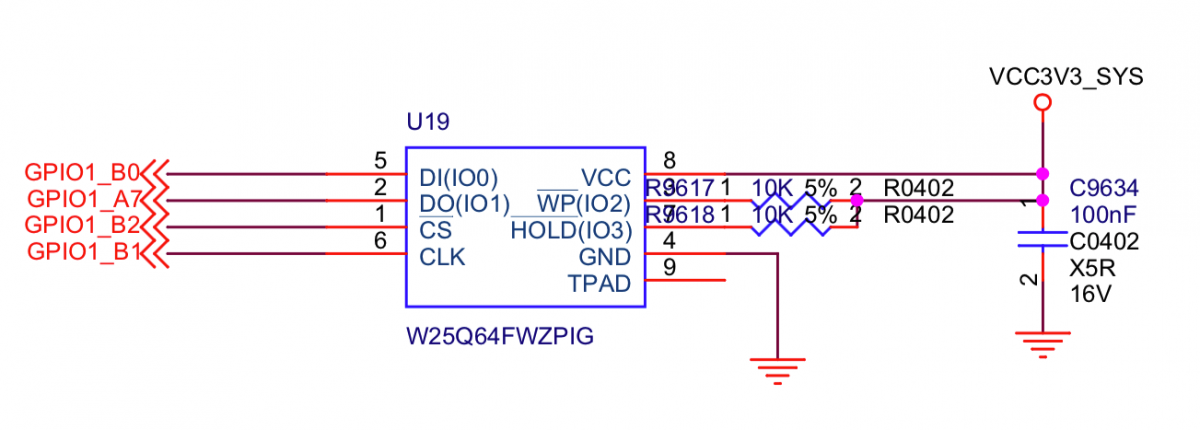 VCC3V3_SYS
U19
GPIO1_B0 5 DI(IO0) VCC 8
GPIO1_A7 2 DO(IO1) WP(IO2) 3 R9617 1 10K 5% 2 R0402
GPIO1_B2 1 CS HOLD(IO3) 7 R9618 1 10K 5% 2 R0402
GPIO1_B1 6 CLK GND 4
TPAD 9
W25Q64FWZPIG
1
C9634
100nF
C0402
X5R
16V
2